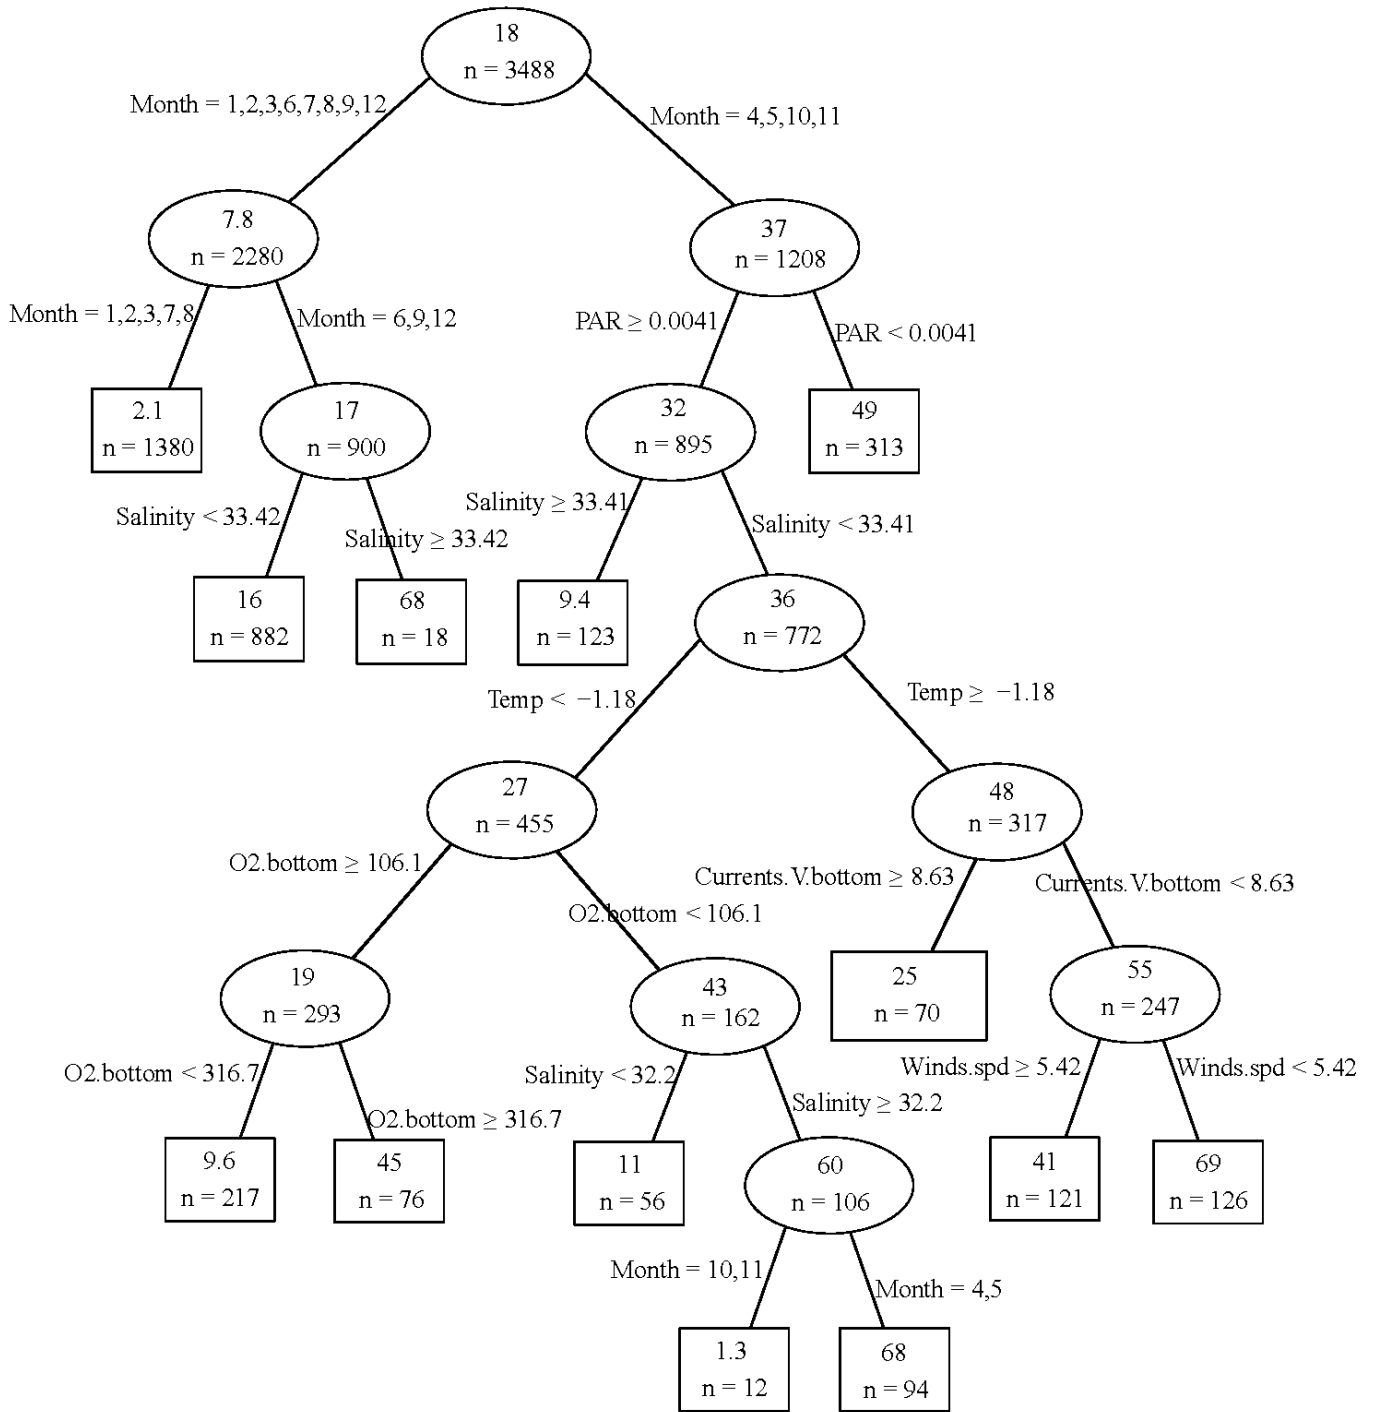 18
n = 3488
Month = 1,2,3,6,7,8,9,12
Month = 4,5,10,11
7.8
n = 2280
37
n = 1208
Month = 1,2,3,7,8
Month = 6,9,12
PAR ≥ 0.0041
PAR < 0.0041
2.1
n = 1380
17
n = 900
32
n = 895
49
n = 313
Salinity < 33.42
Salinity ≥ 33.42
Salinity ≥ 33.41
Salinity < 33.41
16
n = 882
68
n = 18
9.4
n = 123
36
n = 772
Temp < −1.18
Temp ≥ −1.18
27
n = 455
48
n = 317
O2.bottom ≥ 106.1
O2.bottom < 106.1
Currents.V.bottom ≥ 8.63
Currents.V.bottom < 8.63
19
n = 293
43
n = 162
25
n = 70
55
n = 247
O2.bottom < 316.7
O2.bottom ≥ 316.7
Salinity < 32.2
Salinity ≥ 32.2
Winds.spd ≥ 5.42
Winds.spd < 5.42
9.6
n = 217
45
n = 76
11
n = 56
60
n = 106
41
n = 121
69
n = 126
Month = 10,11
Month = 4,5
1.3
n = 12
68
n = 94